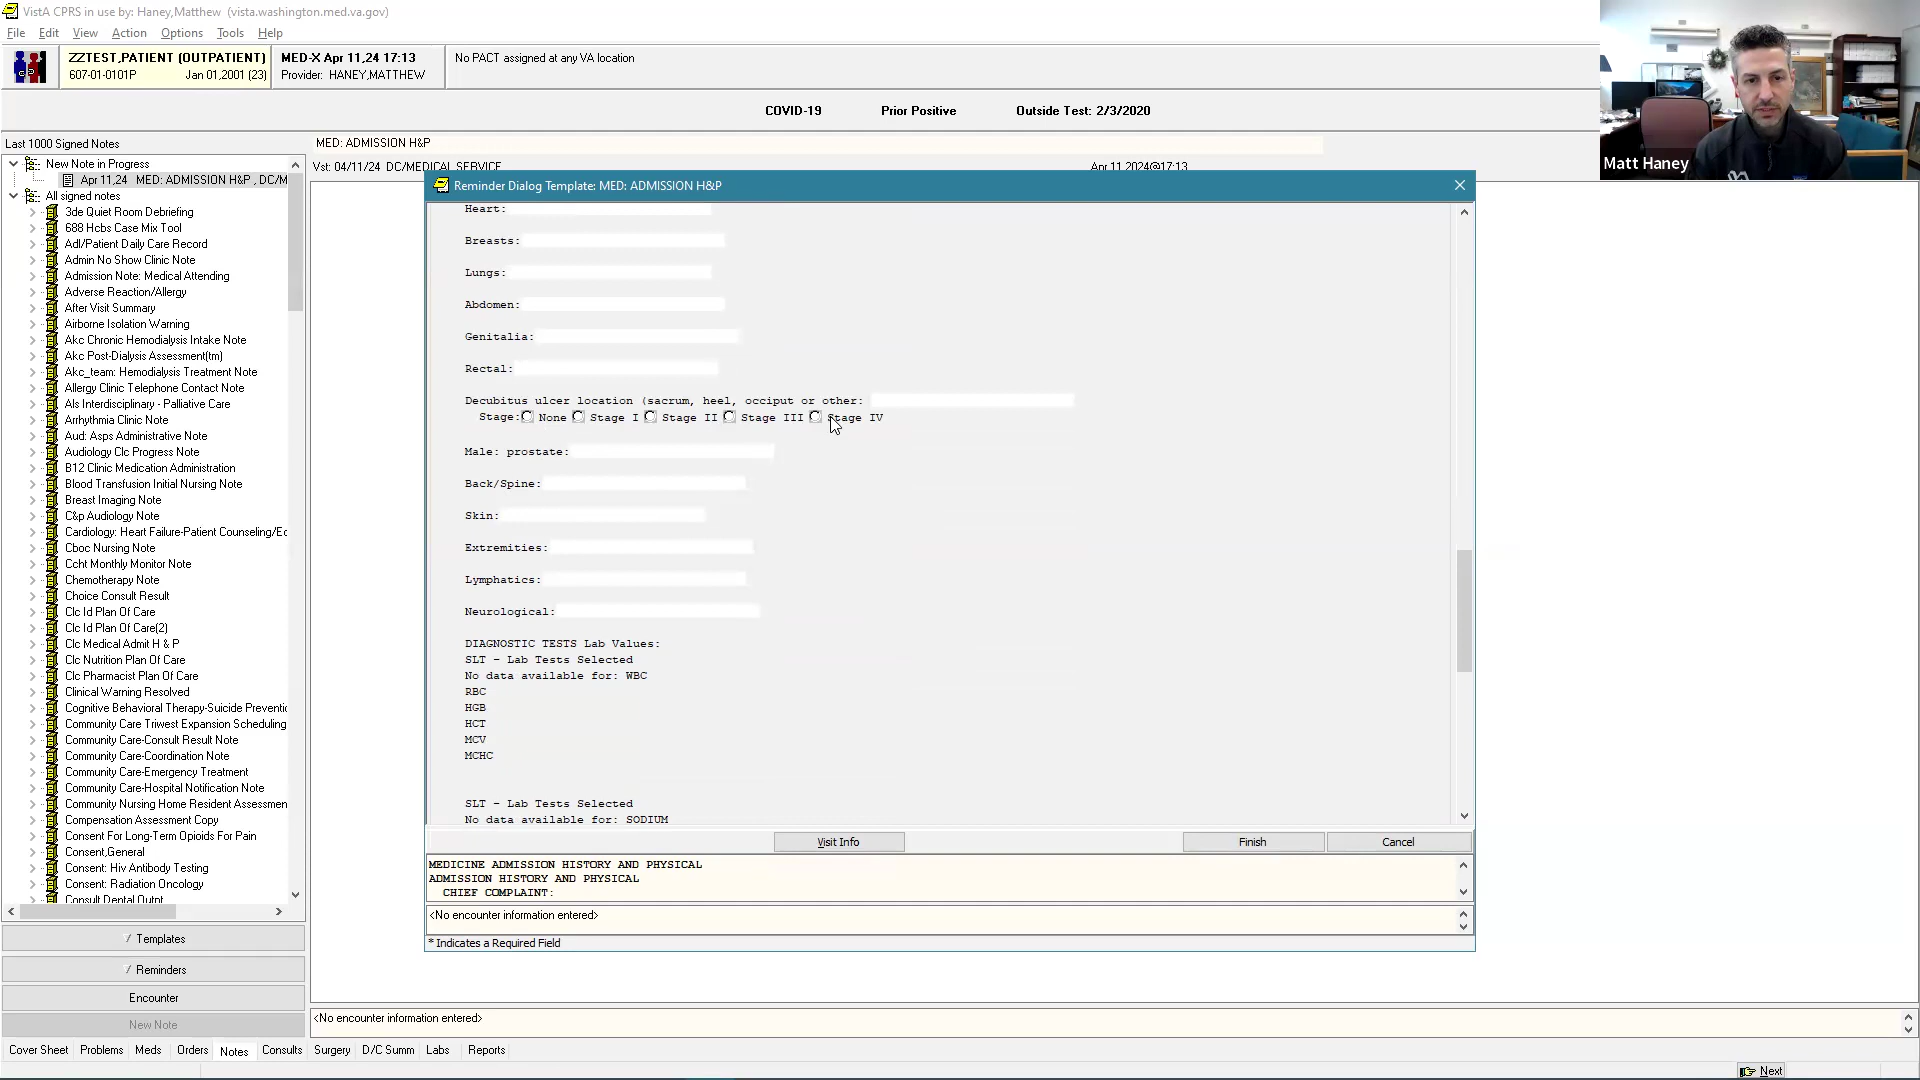 VistA CPRS in use by: Haney,Matthew (vista.washington.med.va.gov)
File Edit View Action Options Tools Help
ZZTEST,PATIENT (OUTPATIENT)
607-01-0101P Jan 01,2001 (23)
MED-X Apr 11,24 17:13
Provider: HANEY,MATTHEW
No PACT assigned at any VA location
COVID-19 Prior Positive Outside Test: 2/3/2020
Matt Haney
Last 1000 Signed Notes
New Note in Progress
Apr 11,24 MED: ADMISSION H&P , DC/M
All signed notes
3de Quiet Room Debriefing
688 Hcbs Case Mix Tool
Adl/Patient Daily Care Record
Admin No Show Clinic Note
Admission Note: Medical Attending
Adverse Reaction/Allergy
After Visit Summary
Airborne Isolation Warning
Akc Chronic Hemodialysis Intake Note
Akc Post-Dialysis Assessment(tm)
Akc_team: Hemodialysis Treatment Note
Allergy Clinic Telephone Contact Note
Als Interdisciplinary - Palliative Care
Arrhythmia Clinic Note
Aud: Asps Administrative Note
Audiology Clc Progress Note
B12 Clinic Medication Administration
Blood Transfusion Initial Nursing Note
Breast Imaging Note
C&p Audiology Note
Cardiology: Heart Failure-Patient Counseling/Ec
Cboc Nursing Note
Ccht Monthly Monitor Note
Chemotherapy Note
Choice Consult Result
Clc Id Plan Of Care
Clc Id Plan Of Care(2)
Clc Medical Admit H & P
Clc Nutrition Plan Of Care
Clc Pharmacist Plan Of Care
Clinical Warning Resolved
Cognitive Behavioral Therapy-Suicide Preventic
Community Care Triwest Expansion Scheduling
Community Care-Consult Result Note
Community Care-Coordination Note
Community Care-Emergency Treatment
Community Care-Hospital Notification Note
Community Nursing Home Resident Assessmen
Compensation Assessment Copy
Consent For Long-Term Opioids For Pain
Consent,General
Consent: Hiv Antibody Testing
Consent: Radiation Oncology
Consult Dental Outpt
Templates
Reminders
Encounter
New Note
MED: ADMISSION H&P
Vst: 04/11/24 DC/MEDICAL SERVICE Apr 11,2024@17:13
Reminder Dialog Template: MED: ADMISSION H&P
Heart:
Breasts:
Lungs:
Abdomen:
Genitalia:
Rectal:
Decubitus ulcer location (sacrum, heel, occiput or other:
Stage: None Stage I Stage II Stage III Stage IV
Male: prostate:
Back/Spine:
Skin:
Extremities:
Lymphatics:
Neurological:
DIAGNOSTIC TESTS Lab Values:
SLT - Lab Tests Selected
No data available for: WBC
RBC
HGB
HCT
MCV
MCHC
SLT - Lab Tests Selected
No data available for: SODIUM
Visit Info Finish Cancel
MEDICINE ADMISSION HISTORY AND PHYSICAL
ADMISSION HISTORY AND PHYSICAL
CHIEF COMPLAINT:
<No encounter information entered>
* Indicates a Required Field
<No encounter information entered>
Cover Sheet Problems Meds Orders Notes Consults Surgery D/C Summ Labs Reports
Next